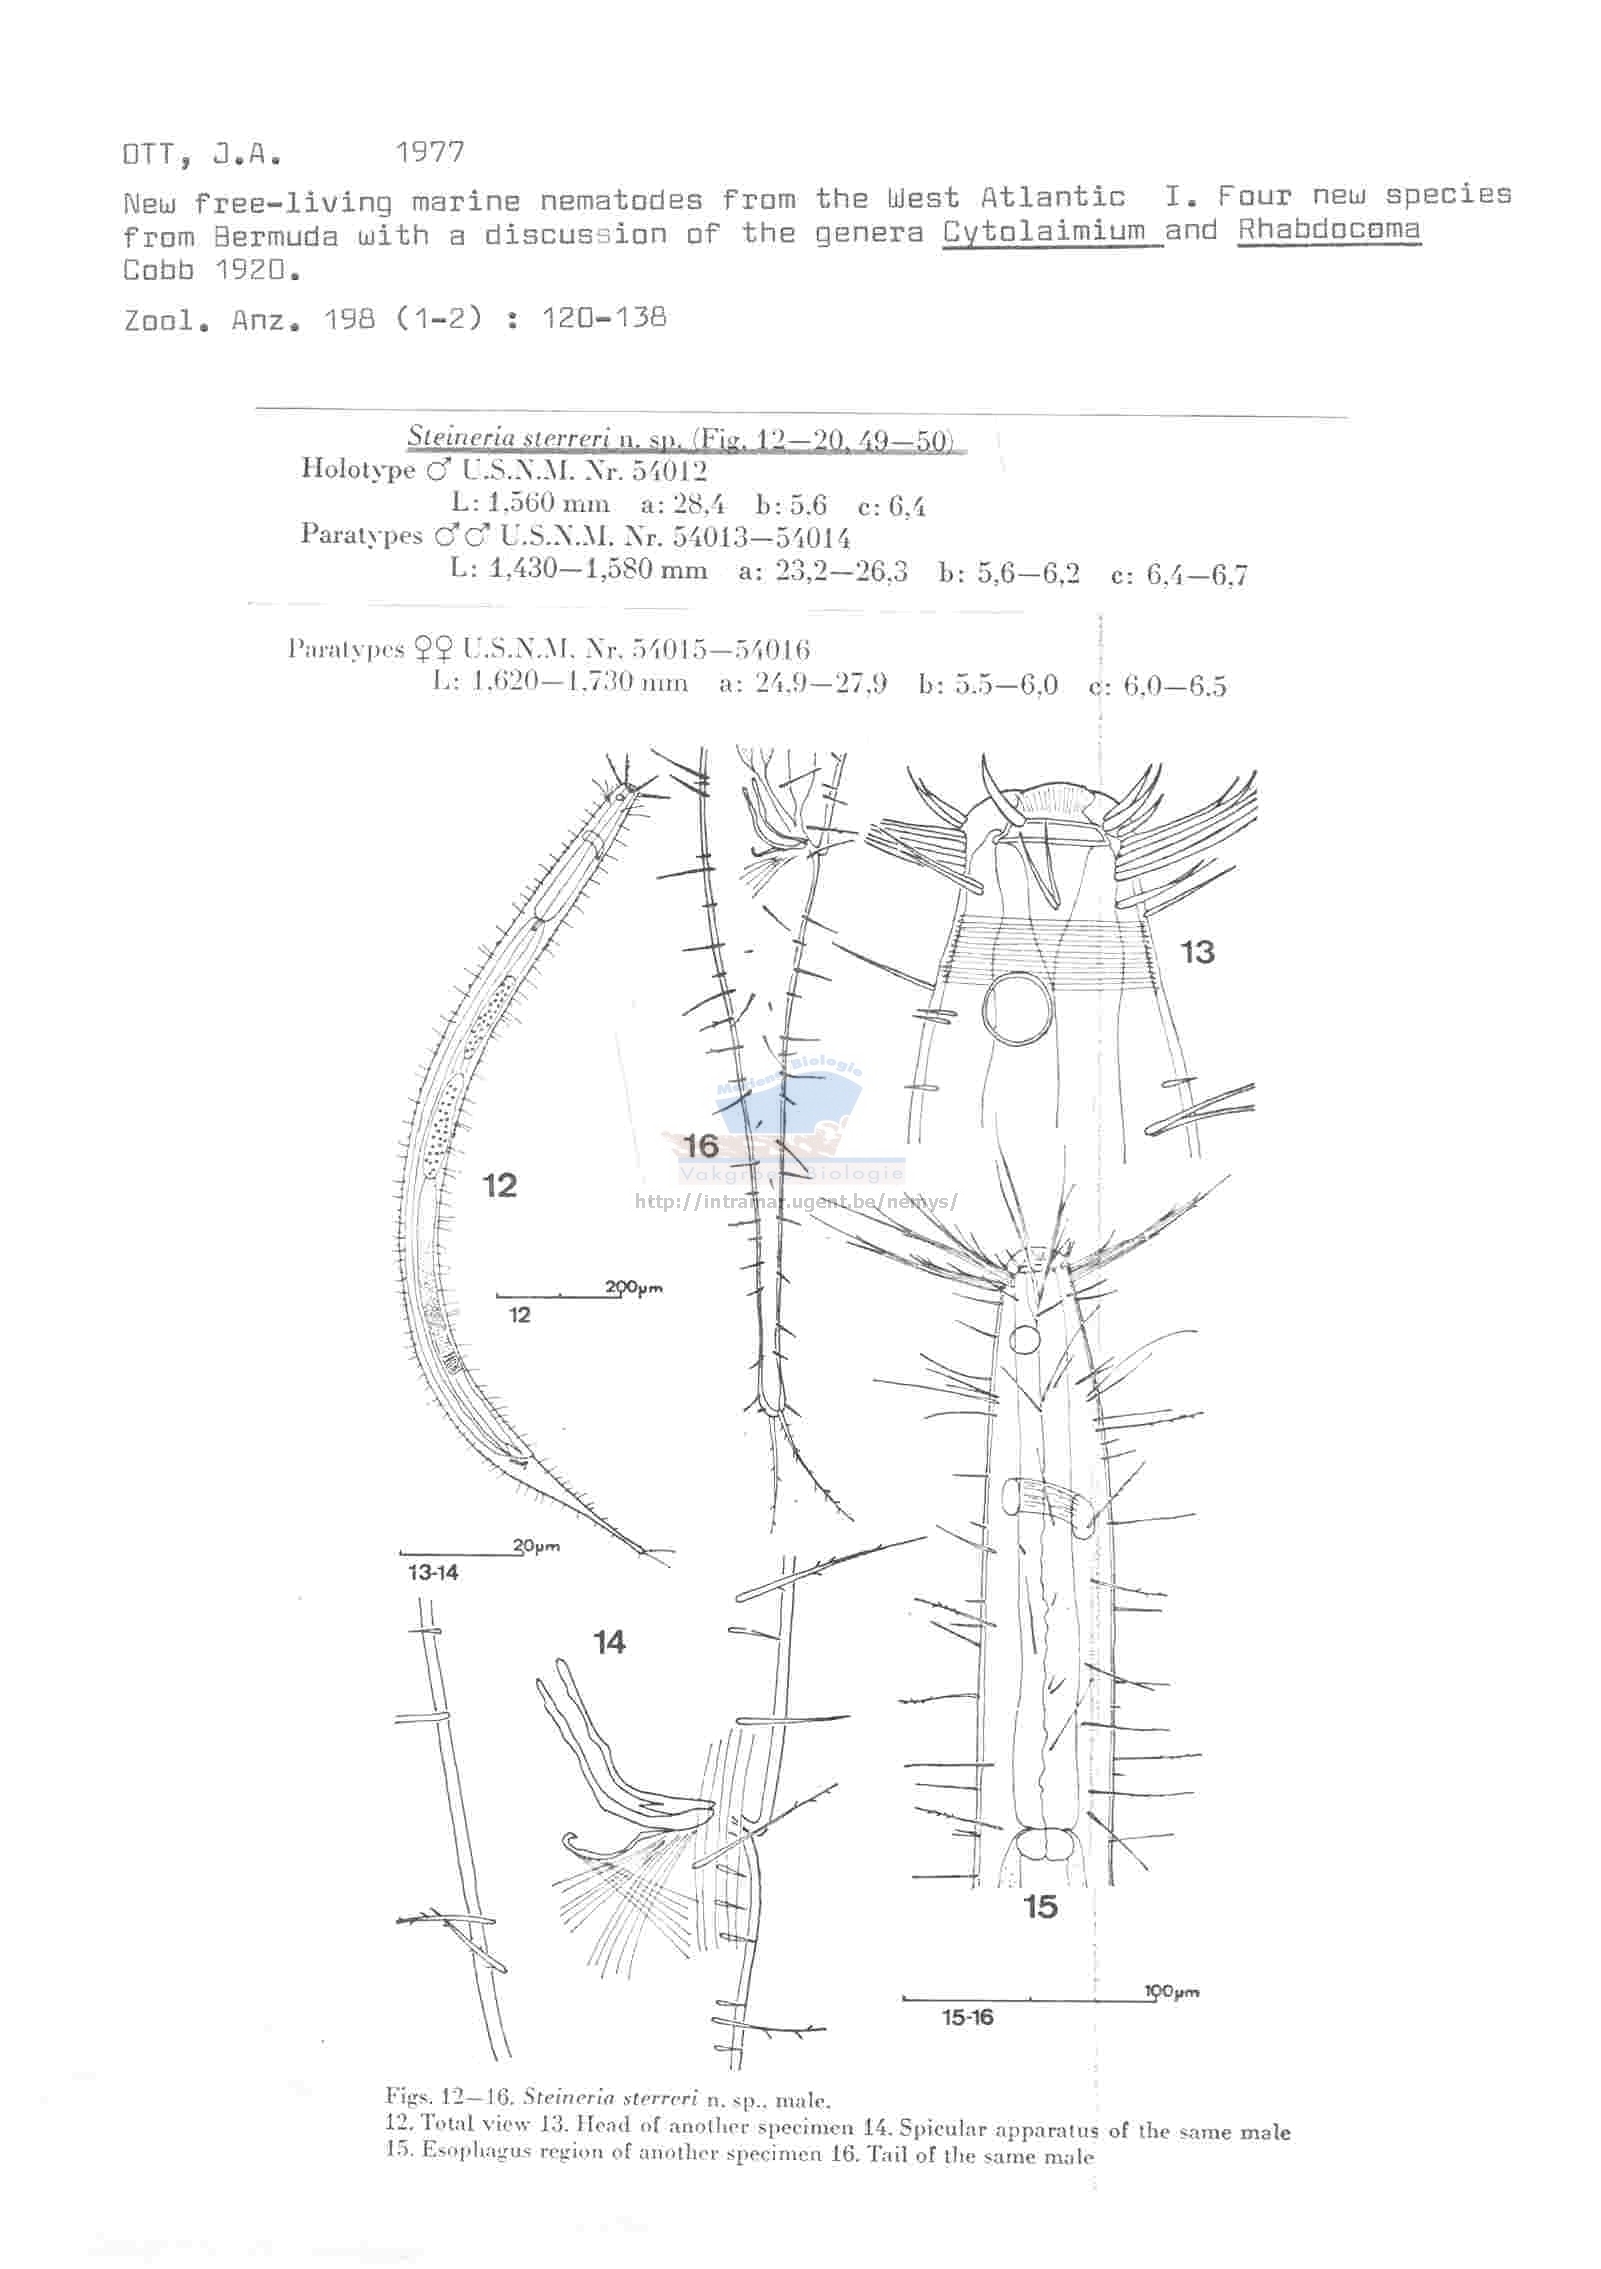 OTT, J.A. 1977
New free-living marine nematodes from the West Atlantic I. Four new species
from Bermuda with a discussion of the genera Cytolaimium and Rhabdocoma
Cobb 1920.
Zool. Anz. 198 (1-2) : 120-138
Steineria sterreri n. sp. (Fig. 12—20, 49—50)
Holotype ♂ U.S.N.M. Nr. 54012
L: 1,560 mm a: 28,4 b: 5,6 c: 6,4
Paratypes ♂♂ U.S.N.M. Nr. 54013—54014
L: 1,430—1,580 mm a: 23,2—26,3 b: 5,6—6,2 c: 6,4—6,7
Paratypes ♀♀ U.S.N.M. Nr. 54015—54016
L: 1,620—1,730 mm a: 24,9—27,9 b: 5,5—6,0 c: 6,0—6,5
13
Mariene Biologie
16
Vakgroep Biologie
12
http://intramar.ugent.be/nemys/
200µm
12
20µm
13-14
14
15
100µm
15-16
Figs. 12—16. Steineria sterreri n. sp., male.
12. Total view 13. Head of another specimen 14. Spicular apparatus of the same male
15. Esophagus region of another specimen 16. Tail of the same male